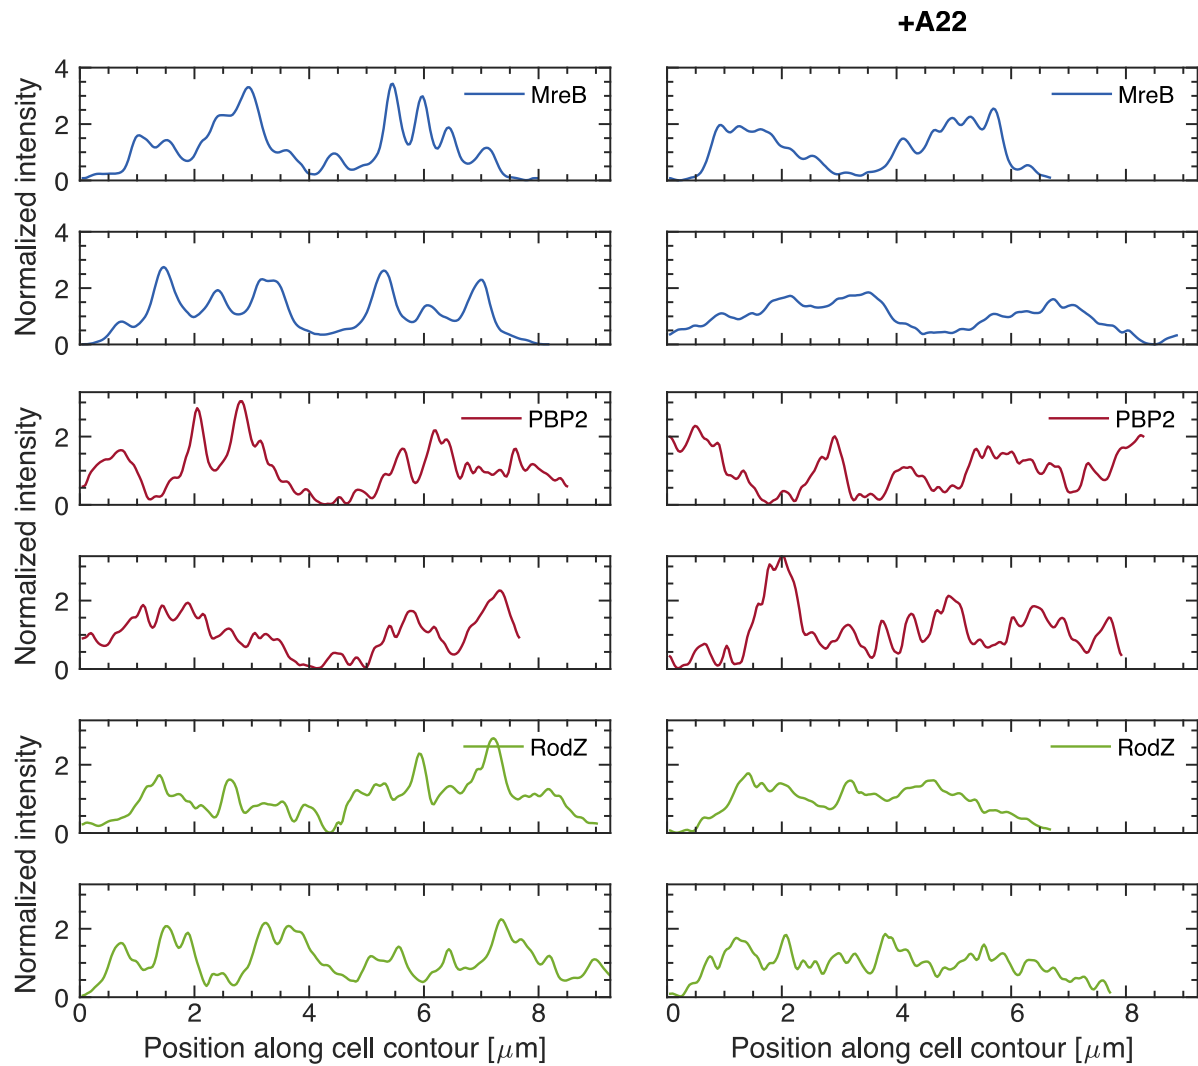 +A22
Normalized intensity
4
2
0
MreB
MreB
4
2
0
Normalized intensity
2
0
PBP2
PBP2
2
0
Normalized intensity
2
0
RodZ
RodZ
2
0
0 2 4 6 8
0 2 4 6 8
Position along cell contour [μm]
Position along cell contour [μm]